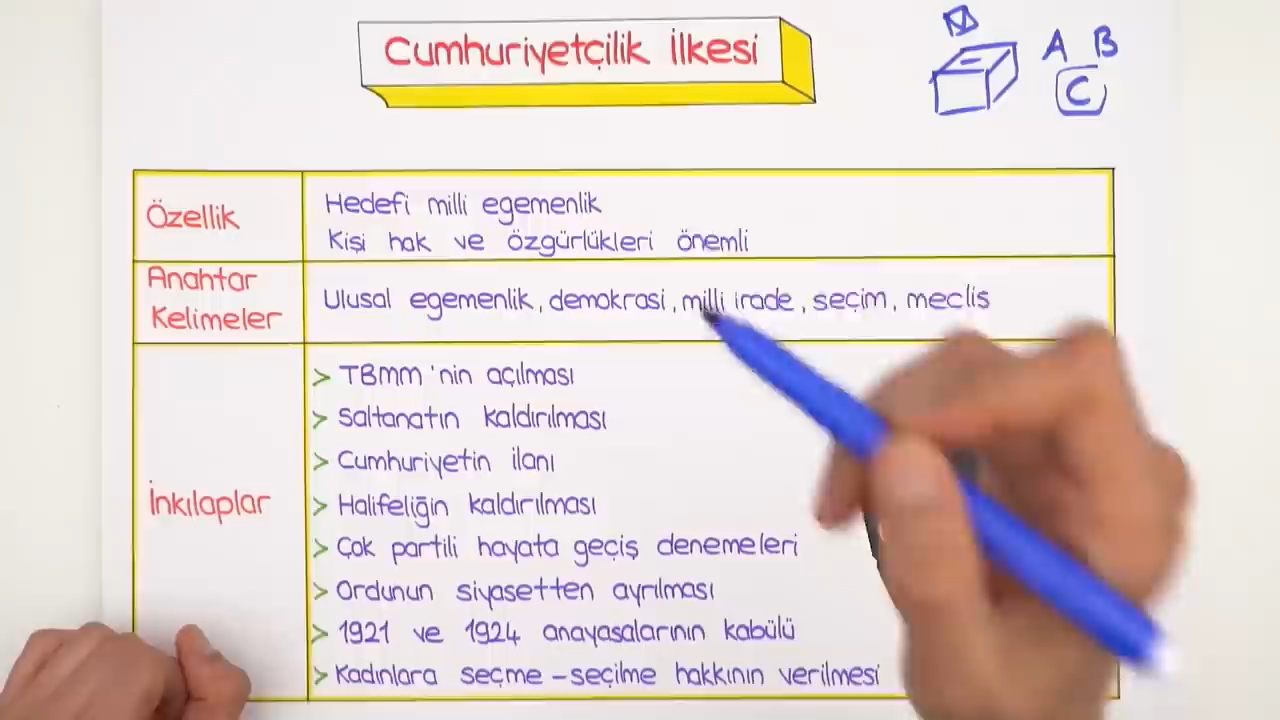 Cumhuriyetçilik İlkesi
A B
C
Özellik
Hedefi milli egemenlik
Kişi hak ve özgürlükleri önemli
Anahtar
Kelimeler
Ulusal egemenlik, demokrasi, milli irade, seçim, meclis
İnkılaplar
> TBMM'nin açılması
> Saltanatın kaldırılması
> Cumhuriyetin ilanı
> Halifeliğin kaldırılması
> Çok partili hayata geçiş denemeleri
> Ordunun siyasetten ayrılması
> 1921 ve 1924 anayasalarının kabülü
> Kadınlara seçme-seçilme hakkının verilmesi